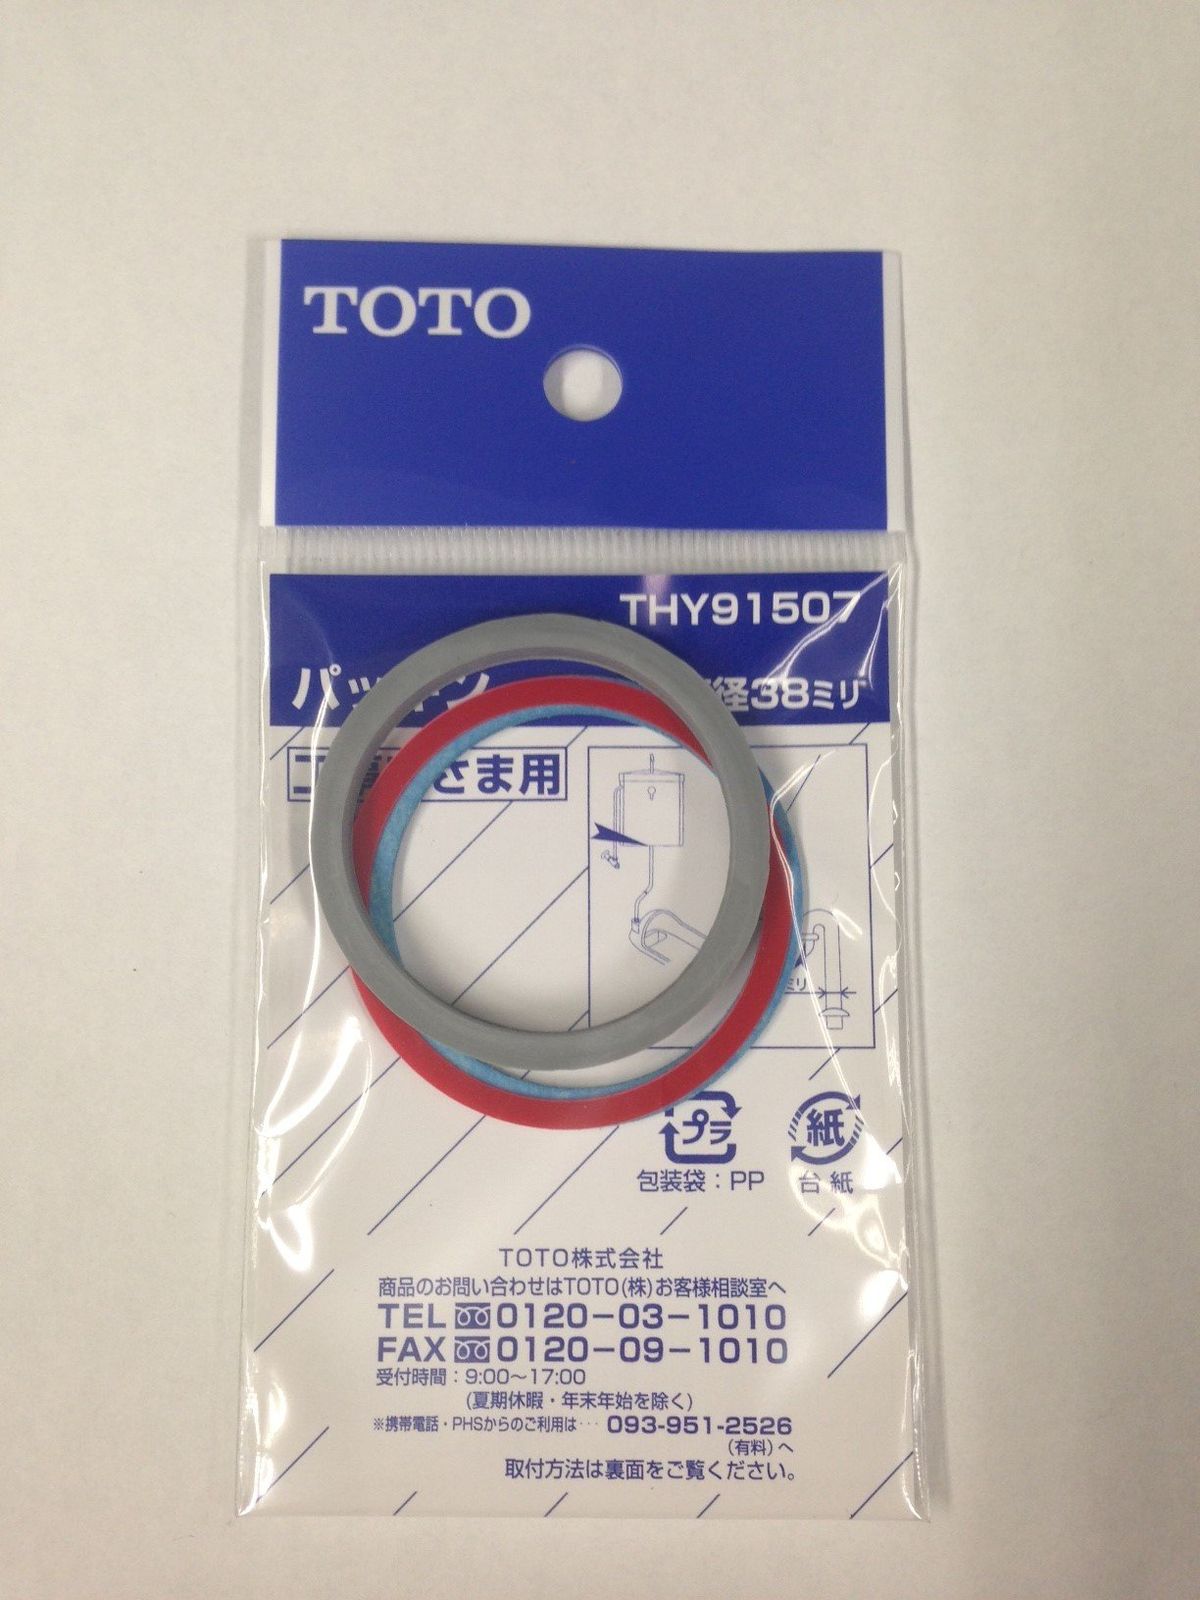 TOTO
THY91507
径38ミリ
さま用
ミリ
プラ
紙
包装袋：PP
台紙
TOTO株式会社
商品のお問い合わせはTOTO(株)お客様相談室へ
TEL 0120-03-1010
FAX 0120-09-1010
受付時間：9:00～17:00
(夏期休暇・年末年始を除く)
※携帯電話・PHSからのご利用は… 093-951-2526
(有料)へ
取付方法は裏面をご覧ください。